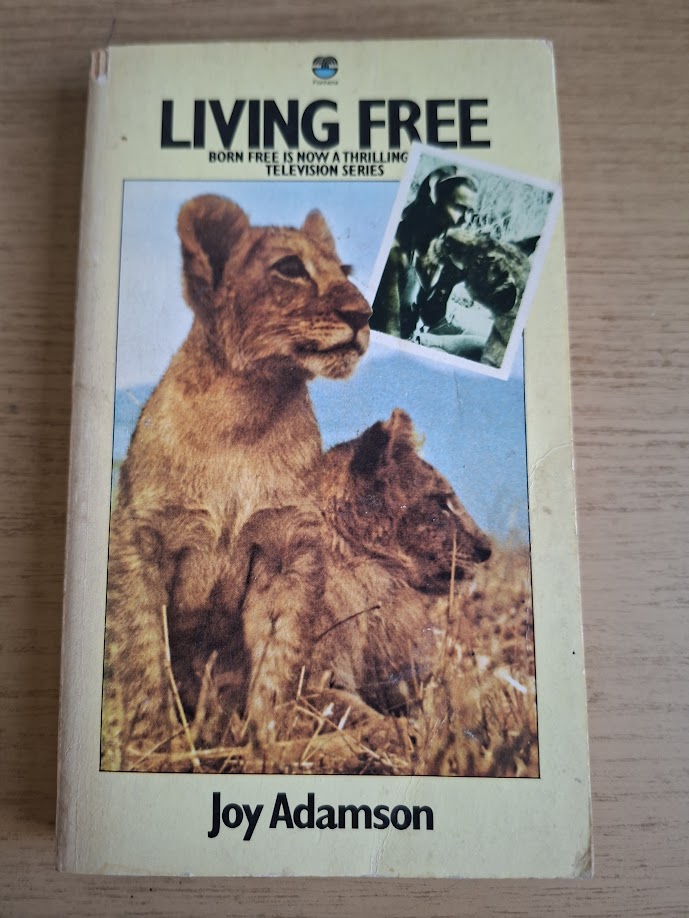 Fontana
LIVING FREE
BORN FREE IS NOW A THRILLING
TELEVISION SERIES
Joy Adamson